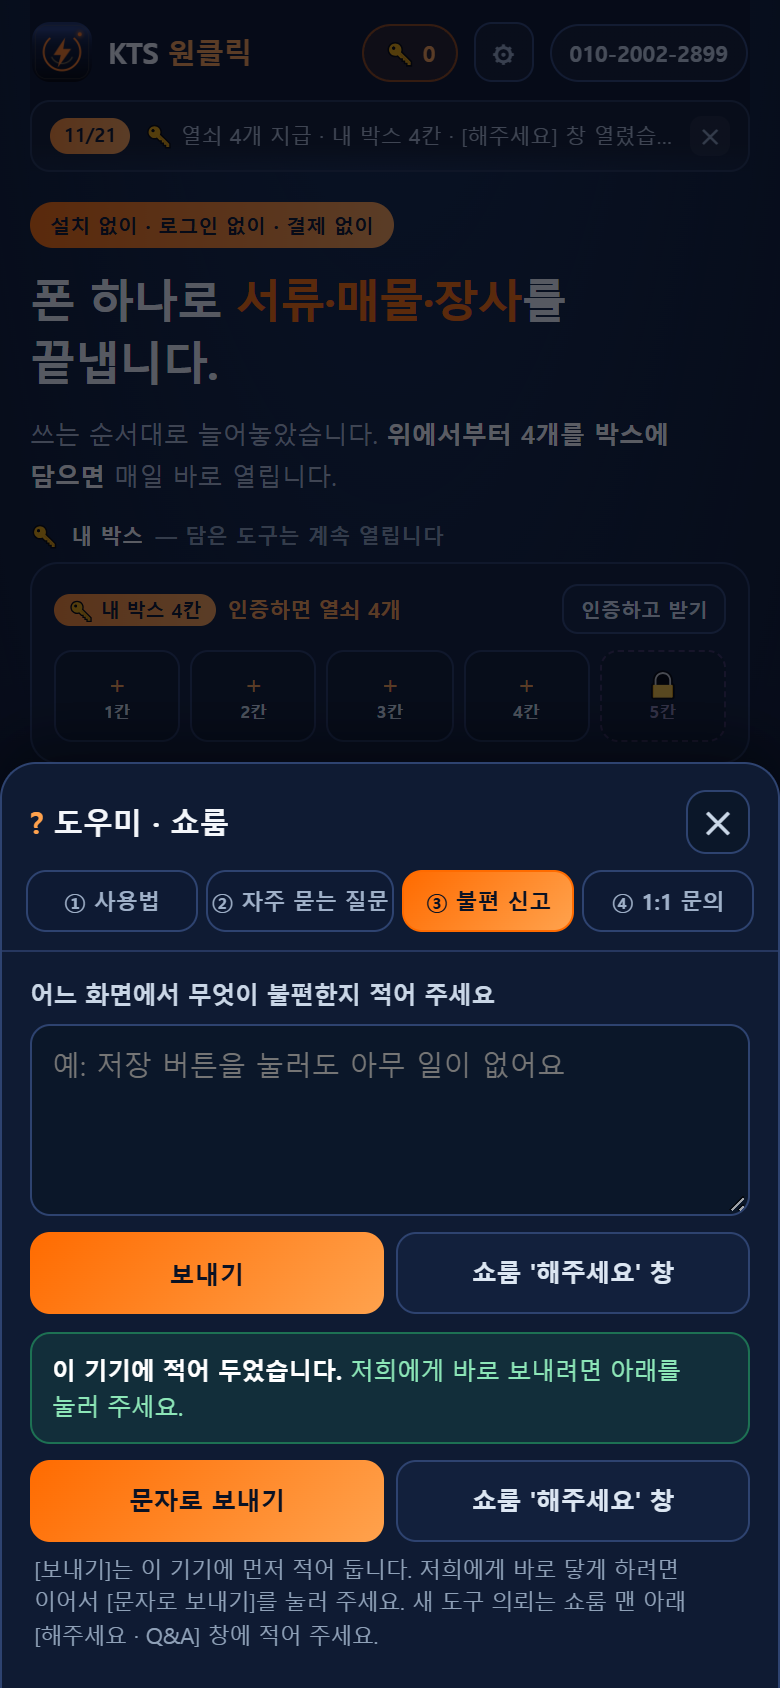 KTS 원클릭
0
010-2002-2899
11/21
열쇠 4개 지급 · 내 박스 4칸 · [해주세요] 창 열렸습...
설치 없이 · 로그인 없이 · 결제 없이
폰 하나로 서류·매물·장사를
끝냅니다.
쓰는 순서대로 늘어놓았습니다. 위에서부터 4개를 박스에
담으면 매일 바로 열립니다.
내 박스 — 담은 도구는 계속 열립니다
내 박스 4칸 인증하면 열쇠 4개
인증하고 받기
+ + + +
1칸 2칸 3칸 4칸 5칸
? 도우미 · 쇼룸
① 사용법 ② 자주 묻는 질문 ③ 불편 신고 ④ 1:1 문의
어느 화면에서 무엇이 불편한지 적어 주세요
예: 저장 버튼을 눌러도 아무 일이 없어요
보내기 쇼룸 '해주세요' 창
이 기기에 적어 두었습니다. 저희에게 바로 보내려면 아래를
눌러 주세요.
문자로 보내기 쇼룸 '해주세요' 창
[보내기]는 이 기기에 먼저 적어 둡니다. 저희에게 바로 닿게 하려면
이어서 [문자로 보내기]를 눌러 주세요. 새 도구 의뢰는 쇼룸 맨 아래
[해주세요 · Q&A] 창에 적어 주세요.